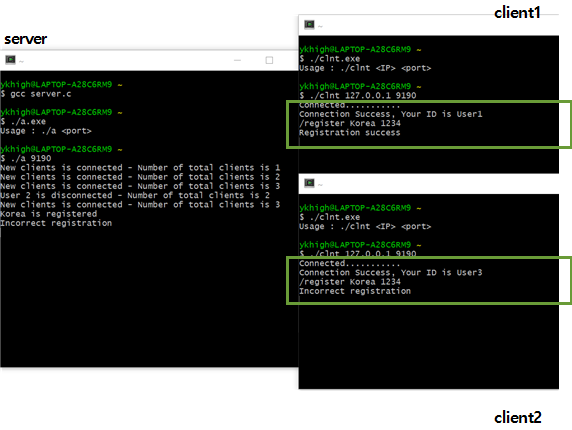 server
ykhigh@LAPTOP-A28C6RM9 ~
$ gcc server.c
ykhigh@LAPTOP-A28C6RM9 ~
$ ./a.exe
Usage : ./a <port>
ykhigh@LAPTOP-A28C6RM9 ~
$ ./a 9190
New clients is connected - Number of total clients is 1
New clients is connected - Number of total clients is 2
New clients is connected - Number of total clients is 3
User 2 is disconnected - Number of total clients is 2
New clients is connected - Number of total clients is 3
Korea is registered
Incorrect registration
client1
~
ykhigh@LAPTOP-A28C6RM9 ~
$ ./clnt.exe
Usage : ./clnt <IP> <port>
ykhigh@LAPTOP-A28C6RM9 ~
$ ./clnt 127.0.0.1 9190
Connected...........
Connection Success, Your ID is User1
/register Korea 1234
Registration success
~
ykhigh@LAPTOP-A28C6RM9 ~
$ ./clnt.exe
Usage : ./clnt <IP> <port>
ykhigh@LAPTOP-A28C6RM9 ~
$ ./clnt 127.0.0.1 9190
Connected...........
Connection Success, Your ID is User3
/register Korea 1234
Incorrect registration
client2